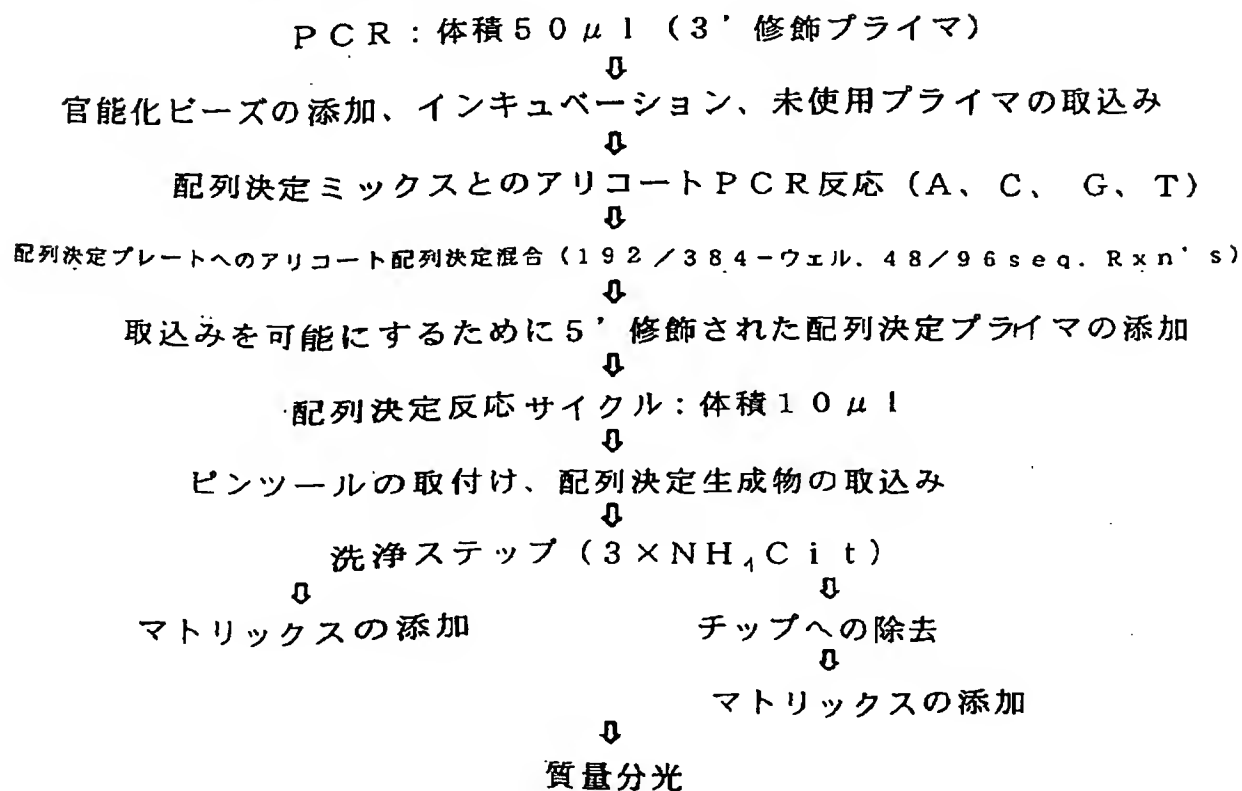 PCR：体積50μl（3'修飾プライマ）
⇩
官能化ビーズの添加、インキュベーション、未使用プライマの取込み
⇩
配列決定ミックスとのアリコートPCR反応（A、C、G、T）
⇩
配列決定プレートへのアリコート配列決定混合（192／384-ウェル．48／96seq．Rxn's）
⇩
取込みを可能にするために5'修飾された配列決定プライマの添加
⇩
配列決定反応サイクル：体積10μl
⇩
ピンツールの取付け、配列決定生成物の取込み
⇩
洗浄ステップ（3×NH₄Cit）
⇩ ⇩
マトリックスの添加 チップへの除去
⇩
マトリックスの添加
⇩
質量分光